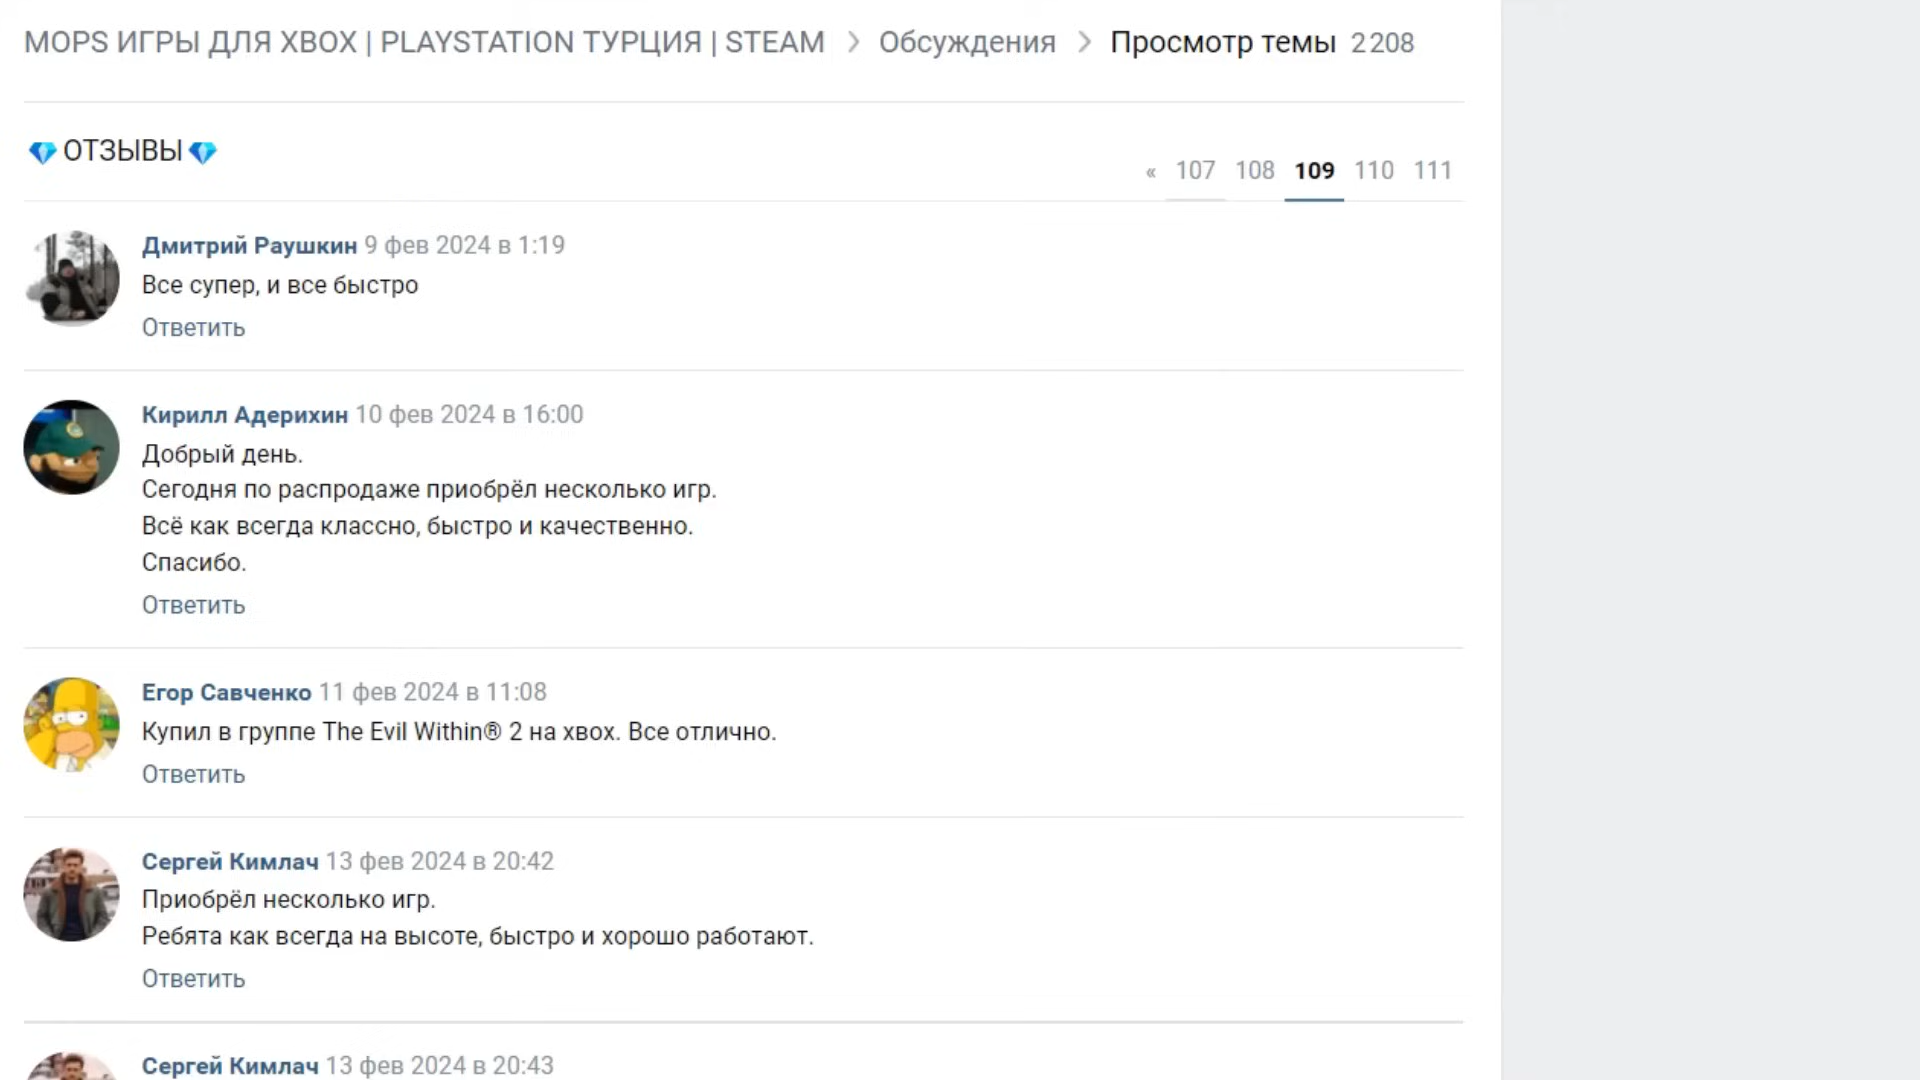 MOPS ИГРЫ ДЛЯ XBOX | PLAYSTATION ТУРЦИЯ | STEAM > Обсуждения > Просмотр темы 2 208
💎 ОТЗЫВЫ 💎
« 107 108 109 110 111
Дмитрий Раушкин 9 фев 2024 в 1:19
Все супер, и все быстро
Ответить
Кирилл Адерихин 10 фев 2024 в 16:00
Добрый день.
Сегодня по распродаже приобрёл несколько игр.
Всё как всегда классно, быстро и качественно.
Спасибо.
Ответить
Егор Савченко 11 фев 2024 в 11:08
Купил в группе The Evil Within® 2 на хвох. Все отлично.
Ответить
Сергей Кимлач 13 фев 2024 в 20:42
Приобрёл несколько игр.
Ребята как всегда на высоте, быстро и хорошо работают.
Ответить
Сергей Кимлач 13 фев 2024 в 20:43